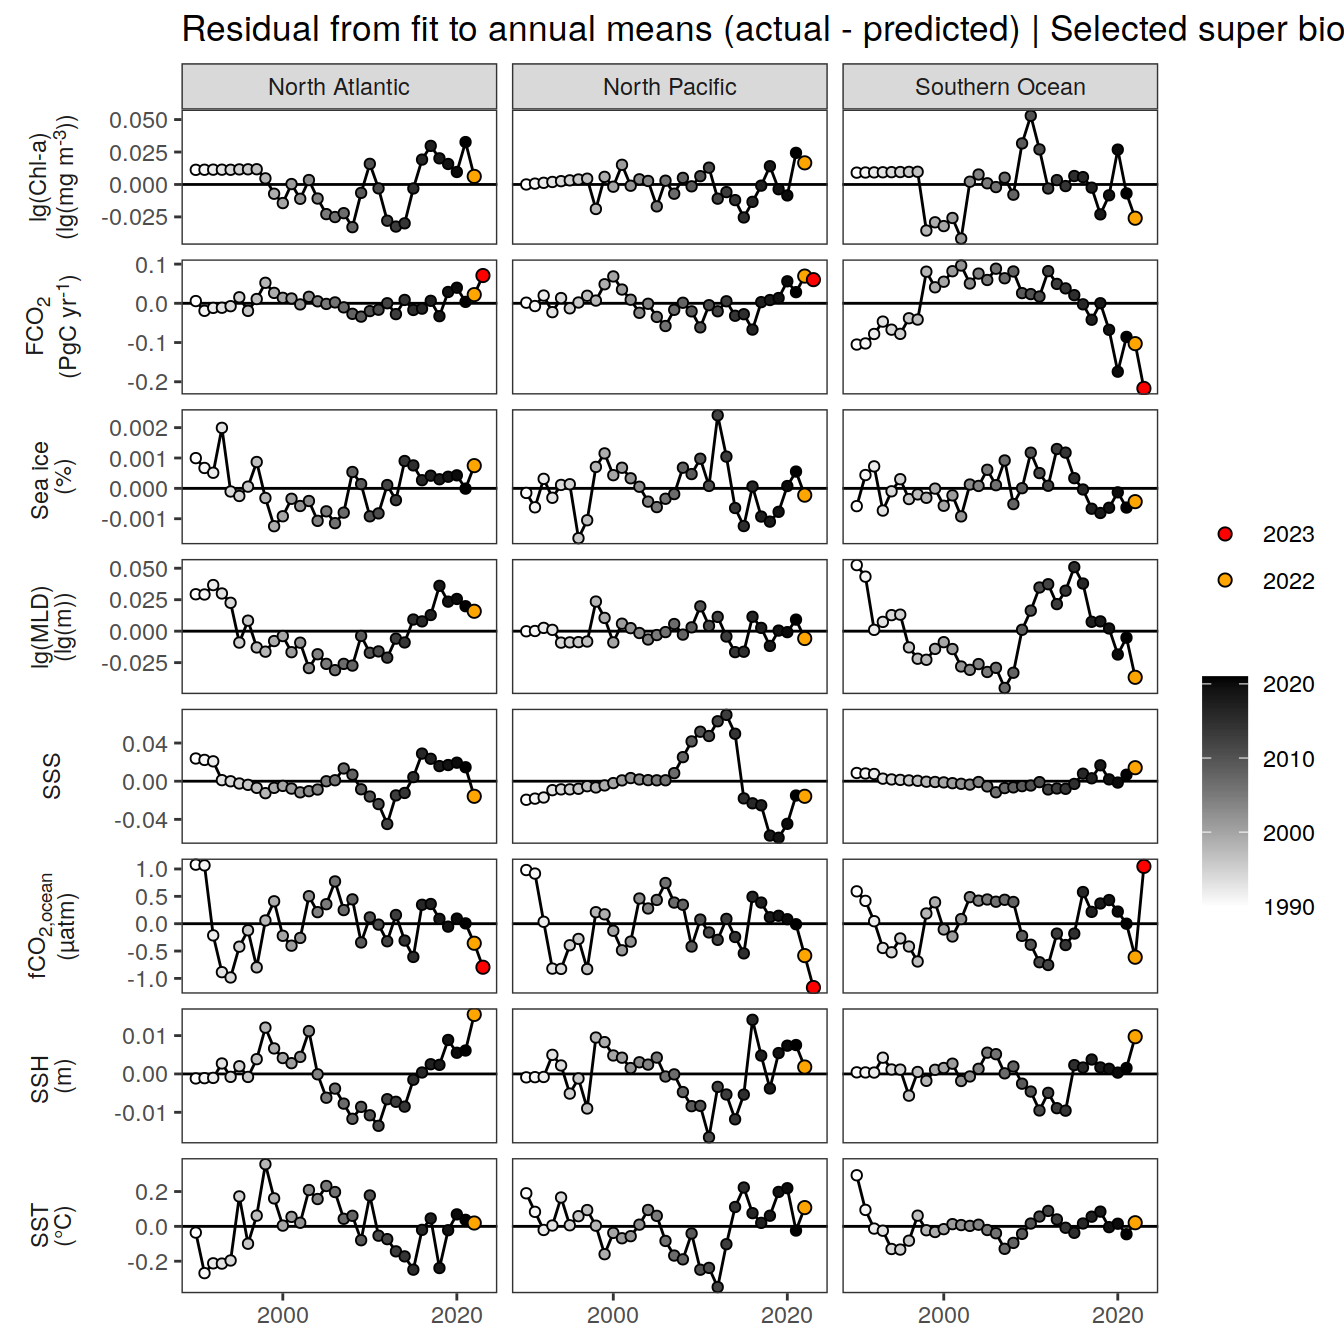 Residual from fit to annual means (actual - predicted) | Selected super bio
North Atlantic
North Pacific
Southern Ocean
lg(Chl-a)
(lg(mg m⁻³))
0.050
0.025
0.000
-0.025
FCO₂
(PgC yr⁻¹)
0.1
0.0
-0.1
-0.2
Sea ice
(%)
0.002
0.001
0.000
-0.001
lg(MLD)
(lg(m))
0.050
0.025
0.000
-0.025
SSS
0.04
0.00
-0.04
fCO₂,ocean
(µatm)
1.0
0.5
0.0
-0.5
-1.0
SSH
(m)
0.01
0.00
-0.01
SST
(°C)
0.2
0.0
-0.2
2000
2020
2000
2020
2000
2020
2023
2022
2020
2010
2000
1990